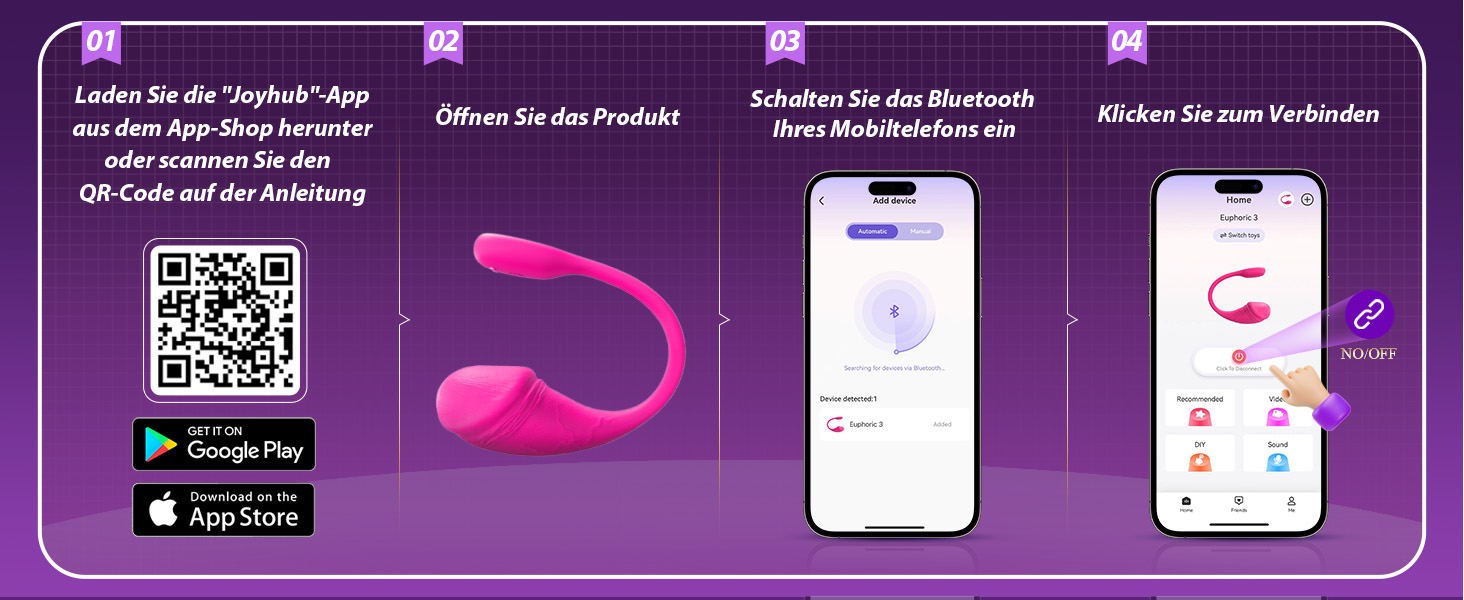 01
Laden Sie die "Joyhub"-App
aus dem App-Shop herunter
oder scannen Sie den
QR-Code auf der Anleitung
GET IT ON
Google Play
Download on the
App Store
02
Öffnen Sie das Produkt
03
Schalten Sie das Bluetooth
Ihres Mobiltelefons ein
Add device
Automatic
Manual
Searching for devices via Bluetooth...
Device detected:1
Euphoric 3
Added
04
Klicken Sie zum Verbinden
Home
Euphoric 3
⇌ Switch toys
NO/OFF
Click To Disconnect
Recommended
DIY
Sound
Home
Friends
Me